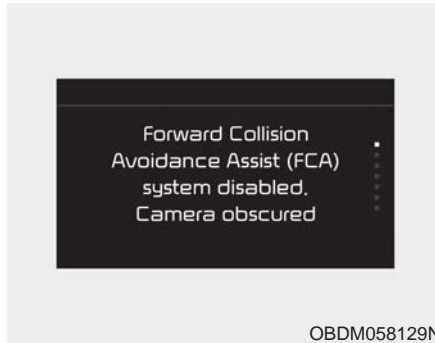 Forward Collision
Avoidance Assist (FCA)
system disabled.
Camera obscured
OBDM058129N